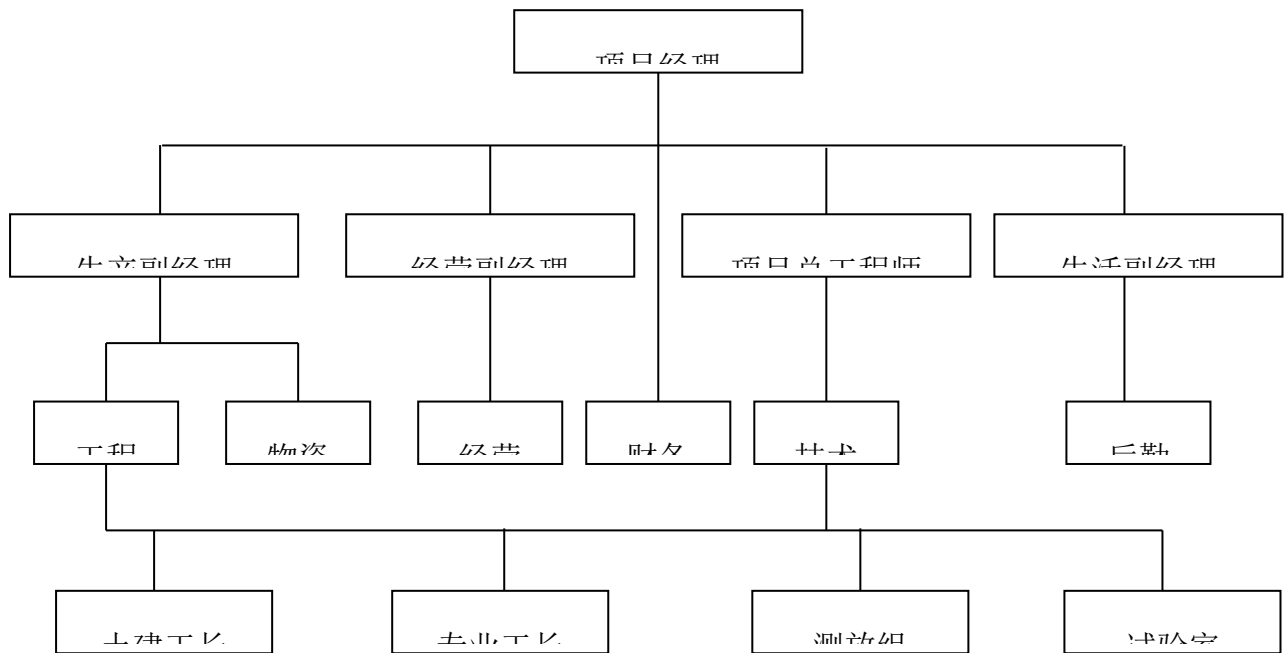 项目经理
生产副经理
经营副经理
项目总工程师
生活副经理
工程
物资
经营
财务
技术
后勤
土建工长
专业工长
测放组
试验室